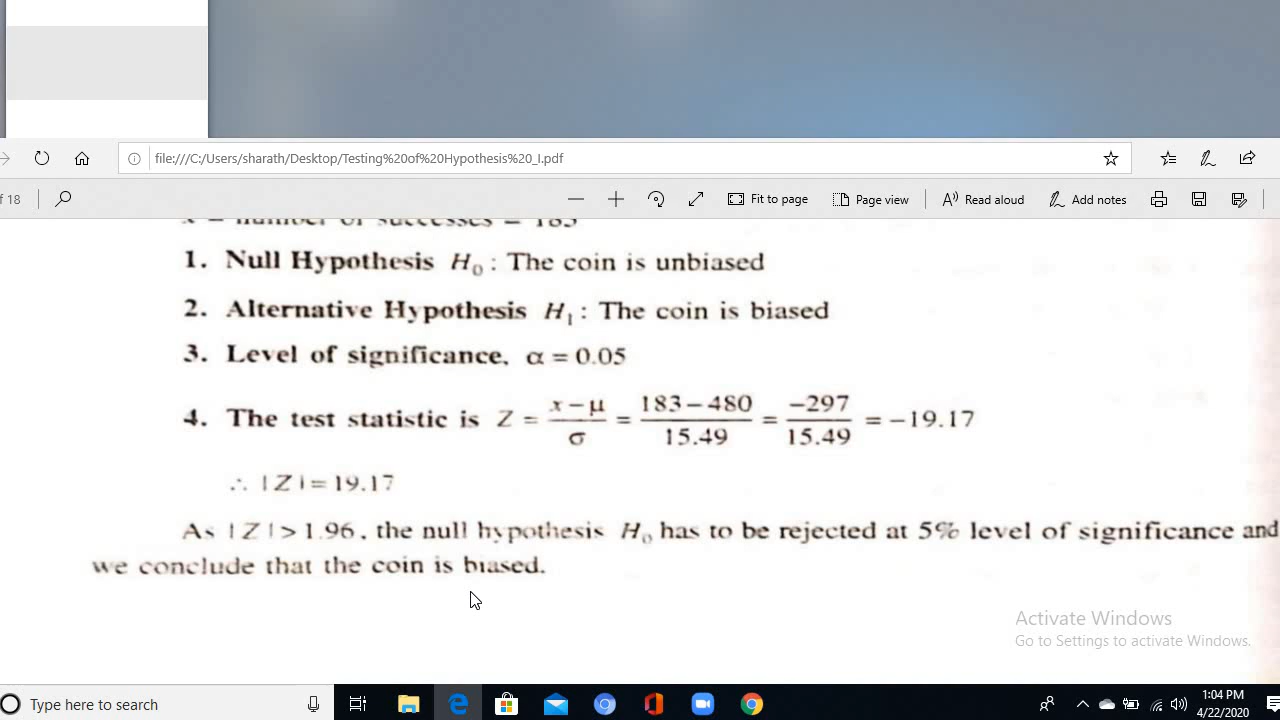 file:///C:/Users/sharath/Desktop/Testing%20of%20Hypothesis%20_I.pdf
f 18
Fit to page
Page view
Read aloud
Add notes
x = number of successes = 183
1. Null Hypothesis H₀ : The coin is unbiased
2. Alternative Hypothesis H₁ : The coin is biased
3. Level of significance, α = 0.05
4. The test statistic is Z = (x – μ)/σ = (183 – 480)/15.49 = –297/15.49 = –19.17
∴ |Z| = 19.17
As |Z| > 1.96, the null hypothesis H₀ has to be rejected at 5% level of significance and
we conclude that the coin is biased.
Activate Windows
Go to Settings to activate Windows.
Type here to search
1:04 PM
4/22/2020